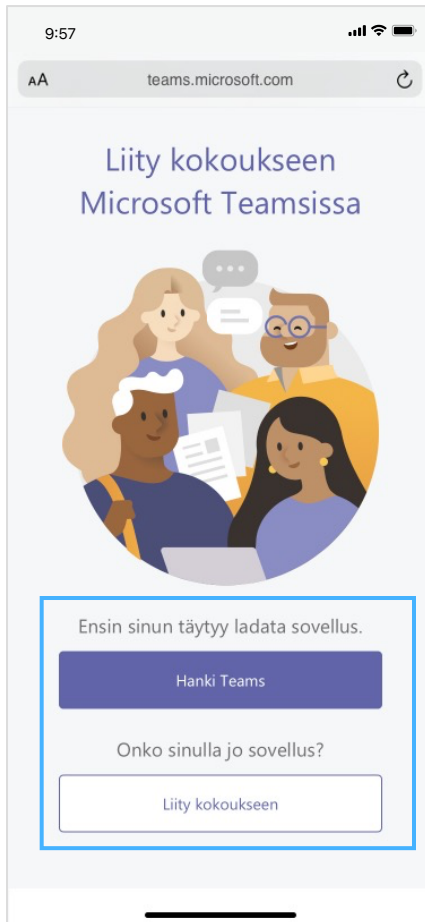 9:57
AA teams.microsoft.com
Liity kokoukseen
Microsoft Teamsissa
Ensin sinun täytyy ladata sovellus.
Hanki Teams
Onko sinulla jo sovellus?
Liity kokoukseen